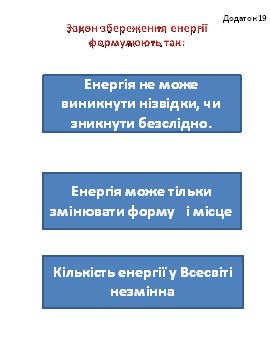 Додаток 19
Закон збереження енергії
формулюють так:
Енергія не може
виникнути нізвідки, чи
зникнути безслідно.
Енергія може тільки
змінювати форму і місце
Кількість енергії у Всесвіті
незмінна